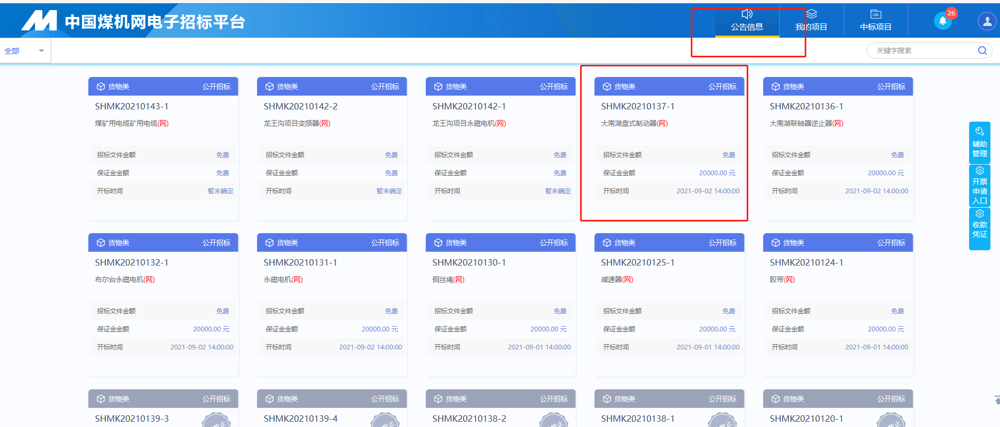 中国煤机网电子招标平台
公告信息
我的项目
中标项目
26
全部
关键字搜索
货物类 公开招标
SHMK20210143-1
煤矿用电缆矿用电缆(网)
招标文件金额 免费
保证金金额 免费
开标时间 暂未确定
货物类 公开招标
SHMK20210142-2
龙王沟项目变频器(网)
招标文件金额 免费
保证金金额 免费
开标时间 暂未确定
货物类 公开招标
SHMK20210142-1
龙王沟项目永磁电机(网)
招标文件金额 免费
保证金金额 免费
开标时间 暂未确定
货物类 公开招标
SHMK20210137-1
大南湖盘式制动器(网)
招标文件金额 免费
保证金金额 20000.00 元
开标时间 2021-09-02 14:00:00
货物类 公开招标
SHMK20210136-1
大南湖联轴器逆止器(网)
招标文件金额 免费
保证金金额 20000.00 元
开标时间 2021-09-02 14:00:00
辅助
管理
开票
申请
入口
收款
凭证
货物类 公开招标
SHMK20210132-1
布尔台永磁电机(网)
招标文件金额 免费
保证金金额 20000.00 元
开标时间 2021-09-02 14:00:00
货物类 公开招标
SHMK20210131-1
永磁电机(网)
招标文件金额 免费
保证金金额 20000.00 元
开标时间 2021-09-02 14:00:00
货物类 公开招标
SHMK20210130-1
钢丝绳(网)
招标文件金额 免费
保证金金额 20000.00 元
开标时间 2021-09-01 14:00:00
货物类 公开招标
SHMK20210125-1
减速器(网)
招标文件金额 免费
保证金金额 20000.00 元
开标时间 2021-09-01 14:00:00
货物类 公开招标
SHMK20210124-1
胶带(网)
招标文件金额 免费
保证金金额 20000.00 元
开标时间 2021-09-01 14:00:00
货物类 公开招标
SHMK20210139-3
货物类 公开招标
SHMK20210139-4
货物类 公开招标
SHMK20210138-2
货物类 公开招标
SHMK20210138-1
货物类 公开招标
SHMK20210120-1